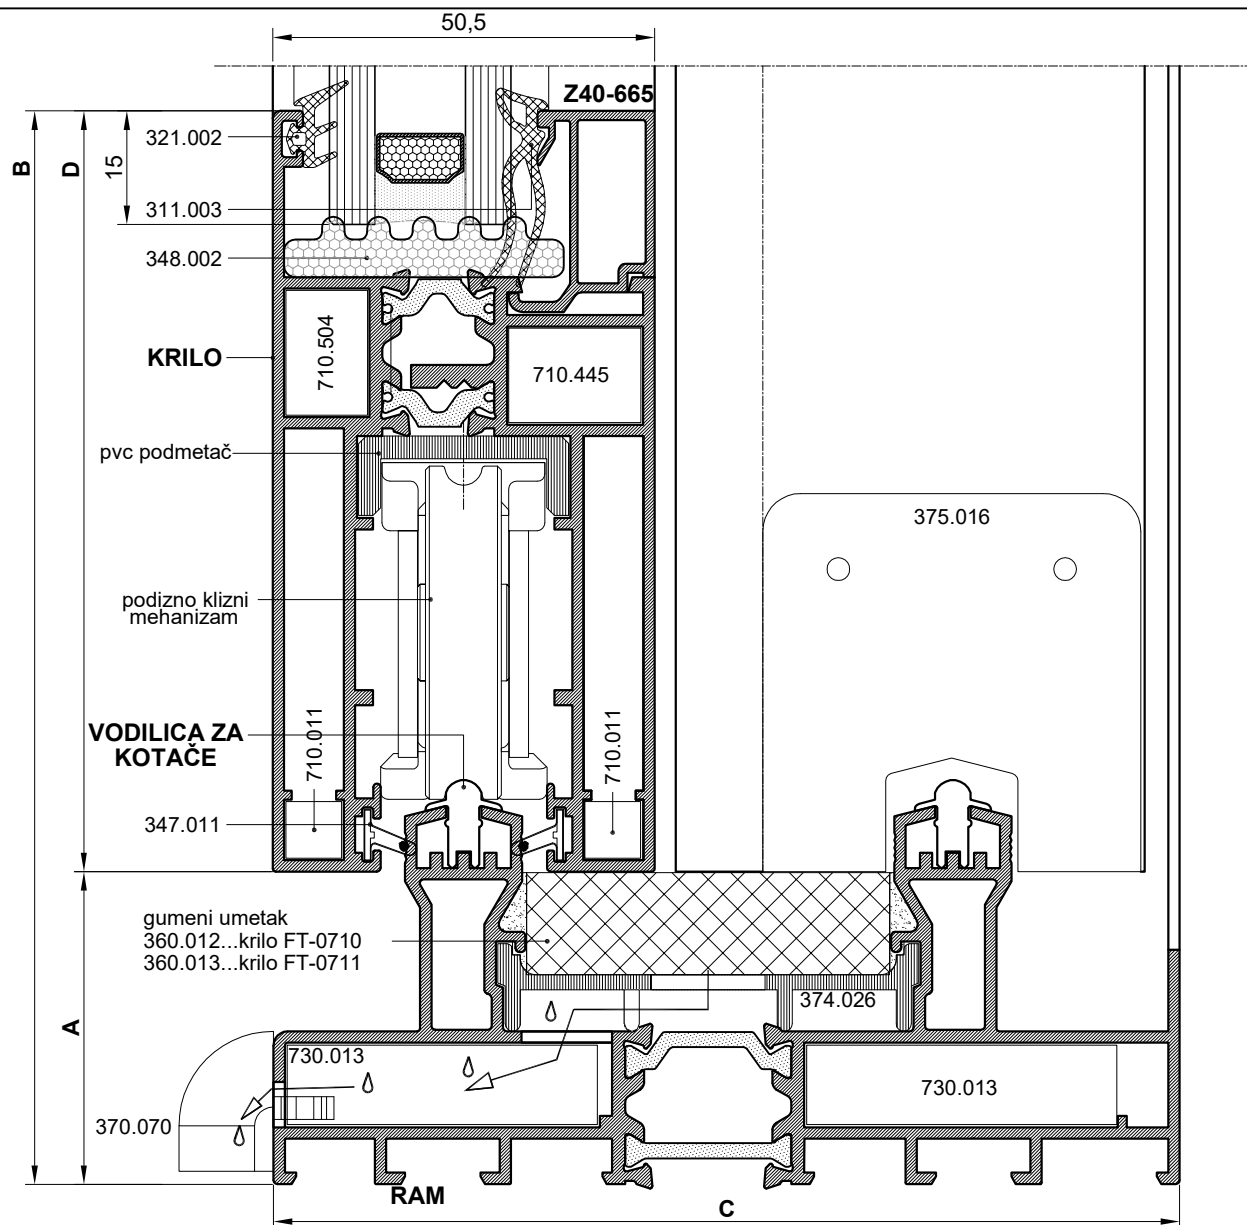 50,5
Z40-665
B
D
15
321.002
311.003
348.002
710.504
KRILO
710.445
pvc podmetač
375.016
podizno klizni
mehanizam
VODILICA ZA
KOTAČE
710.011
710.011
347.011
gumeni umetak
360.012...krilo FT-0710
360.013...krilo FT-0711
374.026
A
730.013
730.013
370.070
RAM
C